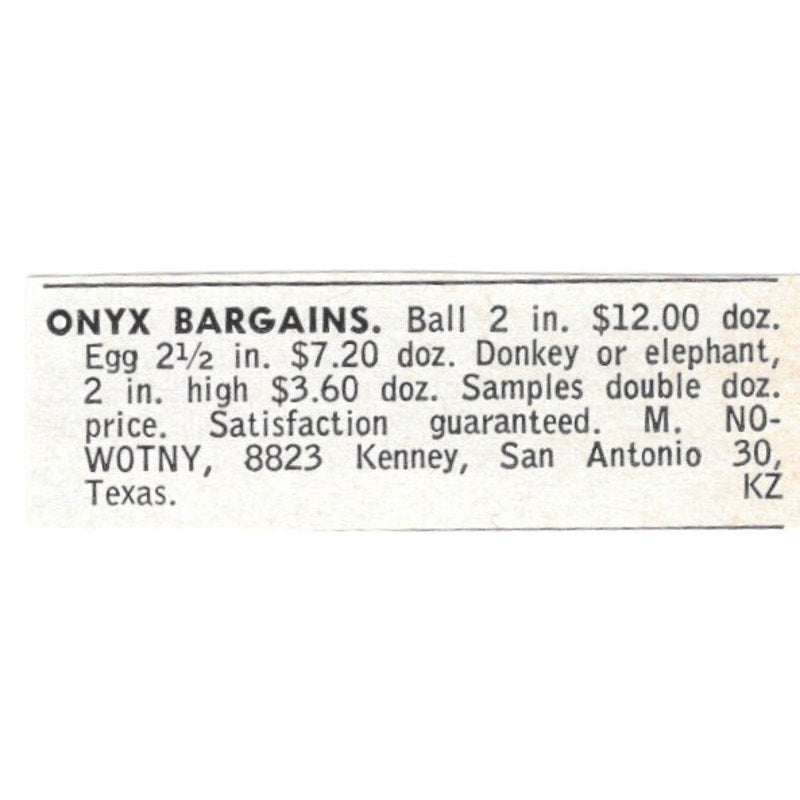 ONYX BARGAINS. Ball 2 in. $12.00 doz.
Egg 2½ in. $7.20 doz. Donkey or elephant,
2 in. high $3.60 doz. Samples double doz.
price. Satisfaction guaranteed. M. NO-
WOTNY, 8823 Kenney, San Antonio 30,
Texas. KZ